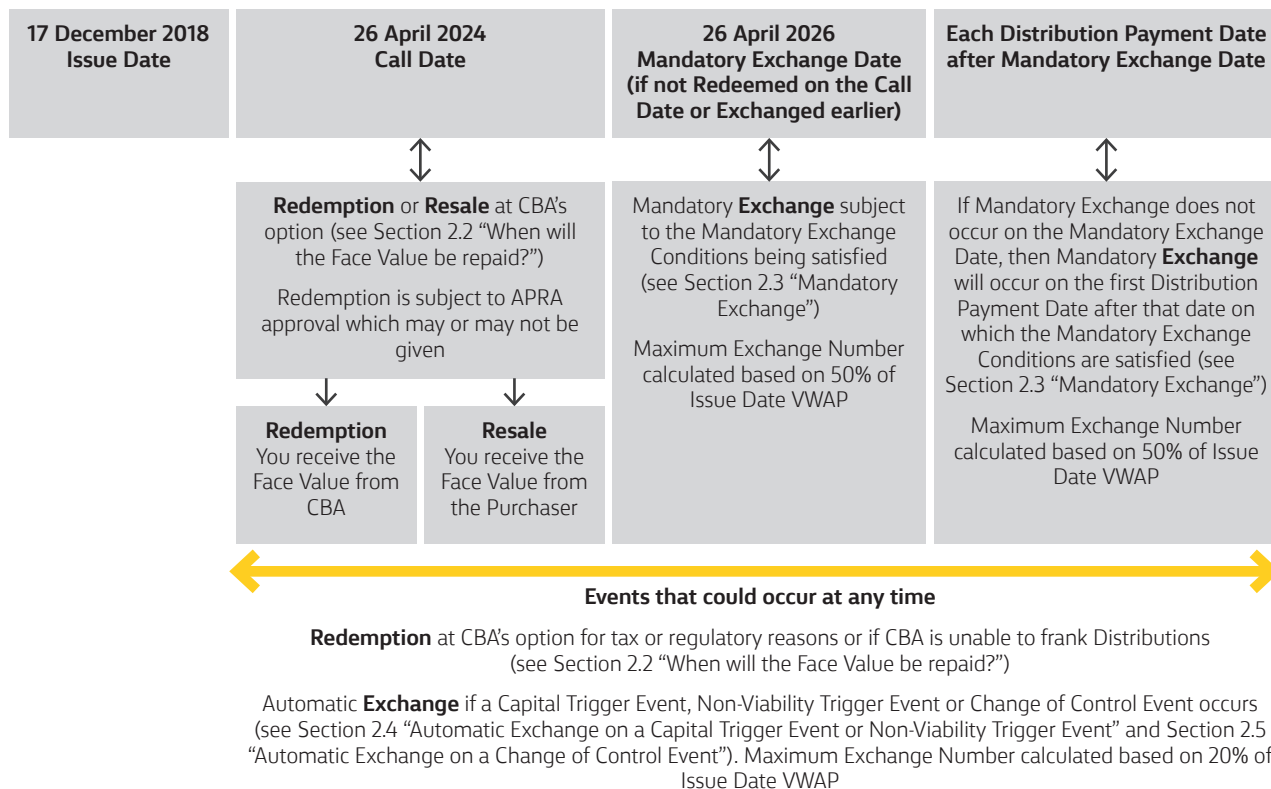 17 December 2018
Issue Date
26 April 2024
Call Date
26 April 2026
Mandatory Exchange Date
(if not Redeemed on the Call
Date or Exchanged earlier)
Each Distribution Payment Date
after Mandatory Exchange Date
Redemption or Resale at CBA’s
option (see Section 2.2 “When will
the Face Value be repaid?”)
Redemption is subject to APRA
approval which may or may not be
given
Redemption
You receive the
Face Value from
CBA
Resale
You receive the
Face Value from
the Purchaser
Mandatory Exchange subject
to the Mandatory Exchange
Conditions being satisfied
(see Section 2.3 “Mandatory
Exchange”)
Maximum Exchange Number
calculated based on 50% of
Issue Date VWAP
If Mandatory Exchange does not
occur on the Mandatory Exchange
Date, then Mandatory Exchange
will occur on the first Distribution
Payment Date after that date on
which the Mandatory Exchange
Conditions are satisfied (see
Section 2.3 “Mandatory Exchange”)
Maximum Exchange Number
calculated based on 50% of Issue
Date VWAP
Events that could occur at any time
Redemption at CBA’s option for tax or regulatory reasons or if CBA is unable to frank Distributions
(see Section 2.2 “When will the Face Value be repaid?”)
Automatic Exchange if a Capital Trigger Event, Non-Viability Trigger Event or Change of Control Event occurs
(see Section 2.4 “Automatic Exchange on a Capital Trigger Event or Non-Viability Trigger Event” and Section 2.5
“Automatic Exchange on a Change of Control Event”). Maximum Exchange Number calculated based on 20% of
Issue Date VWAP